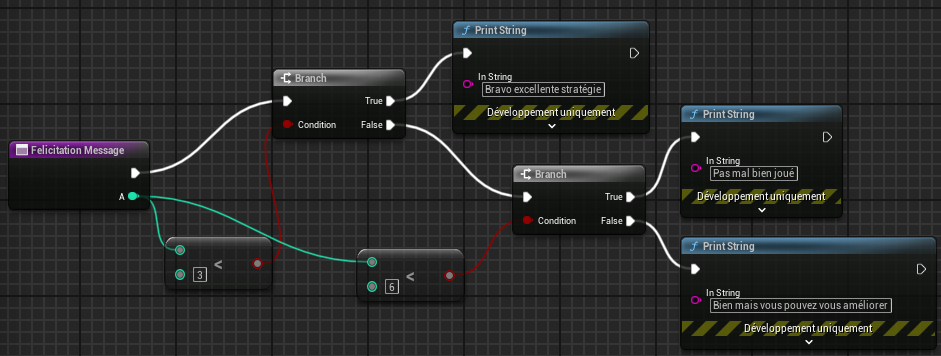 Print String
In String
Bravo excellente stratégie
Développement uniquement
Branch
True
Condition
False
Felicitation Message
A
<
3
<
6
Branch
True
Condition
False
Print String
In String
Pas mal bien joué
Développement uniquement
Print String
In String
Bien mais vous pouvez vous améliorer
Développement uniquement